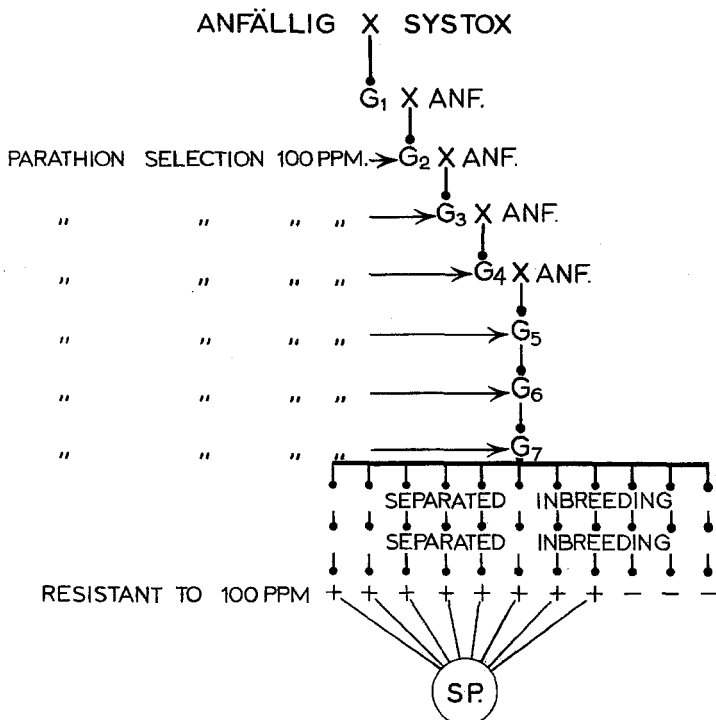 ANFÄLLIG X SYSTOX
G1 X ANF.
PARATHION SELECTION 100 PPM. G2 X ANF.
„ „ „ „ G3 X ANF.
„ „ „ „ G4 X ANF.
„ „ „ „ G5
„ „ „ „ G6
„ „ „ „ G7
SEPARATED INBREEDING
SEPARATED INBREEDING
RESISTANT TO 100 PPM + + + + + + + + − − −
S.P.